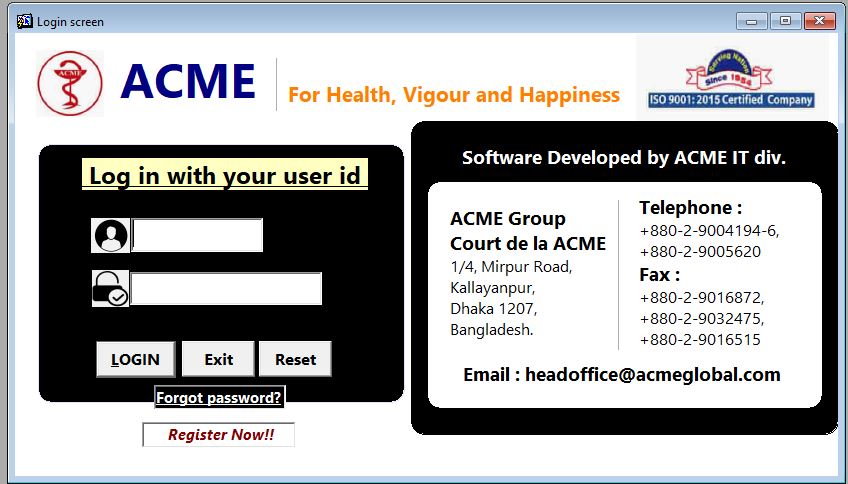 Login screen
ACME
ACME
For Health, Vigour and Happiness
Serving Nation
Since 1954
ISO 9001: 2015 Certified Company
Log in with your user id
LOGIN
Exit
Reset
Forgot password?
Register Now!!
Software Developed by ACME IT div.
ACME Group
Court de la ACME
1/4, Mirpur Road,
Kallayanpur,
Dhaka 1207,
Bangladesh.
Telephone :
+880-2-9004194-6,
+880-2-9005620
Fax :
+880-2-9016872,
+880-2-9032475,
+880-2-9016515
Email : headoffice@acmeglobal.com